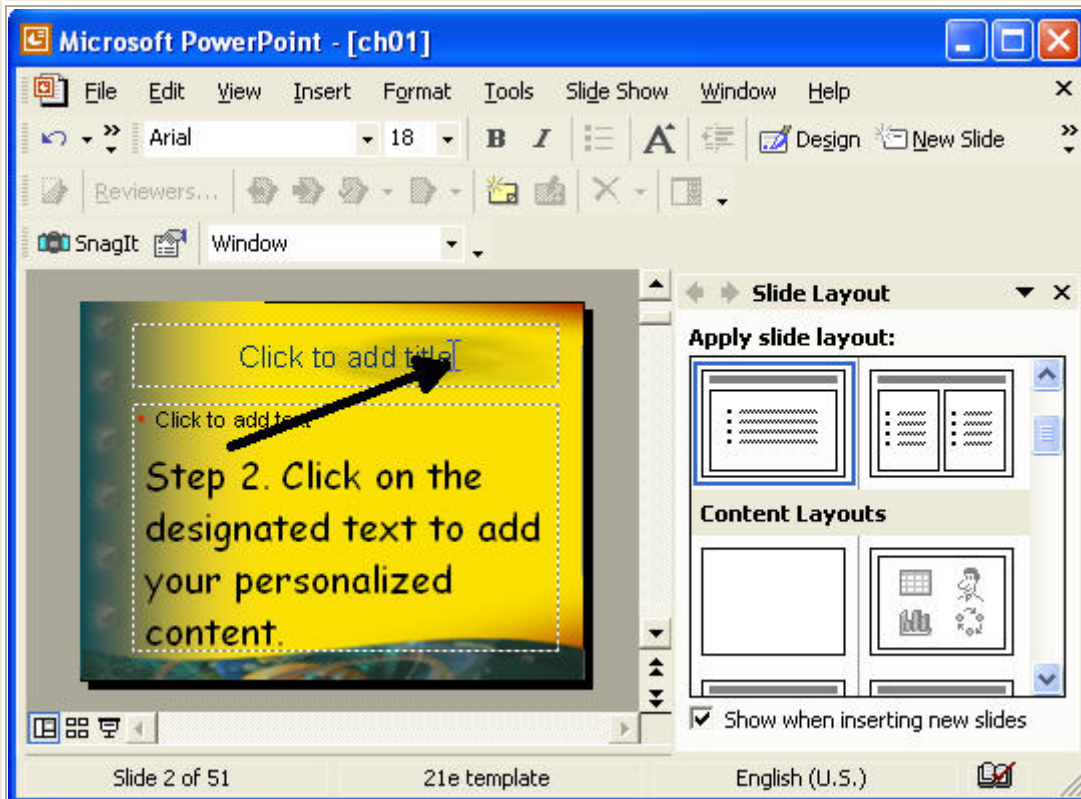 Microsoft PowerPoint - [ch01]
File Edit View Insert Format Tools Slide Show Window Help
Arial 18 B I A Design New Slide
Reviewers...
SnagIt Window
Slide Layout
Apply slide layout:
Click to add title
Click to add text
Step 2. Click on the
designated text to add
your personalized
content.
Content Layouts
Show when inserting new slides
Slide 2 of 51 21e template English (U.S.)